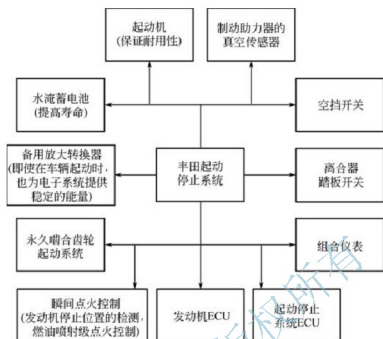 起动机
(保证耐用性)
制动助力器的
真空传感器
水淹蓄电池
(提高寿命)
空挡开关
备用放大转换器
(即使在车辆起动时,
也为电子系统提供
稳定的能量)
丰田起动
停止系统
离合器
踏板开关
永久啮合齿轮
起动系统
组合仪表
瞬间点火控制
(发动机停止位置的检测,
燃油喷射级点火控制)
发动机ECU
起动停止
系统ECU
版权所有